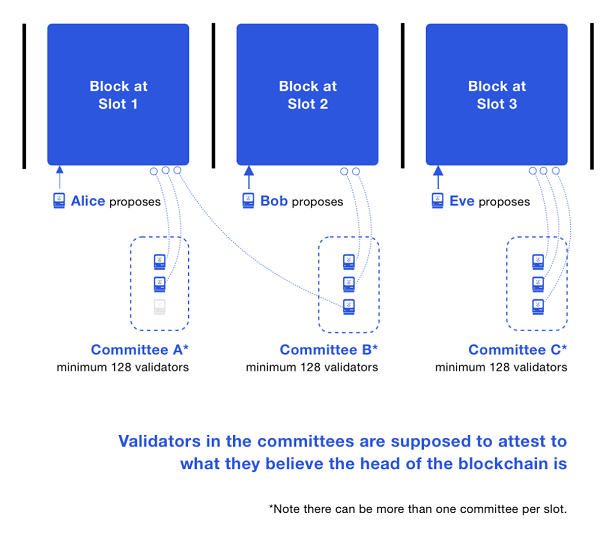 Block at
Slot 1
Block at
Slot 2
Block at
Slot 3
Alice proposes
Bob proposes
Eve proposes
Committee A*
minimum 128 validators
Committee B*
minimum 128 validators
Committee C*
minimum 128 validators
Validators in the committees are supposed to attest to
what they believe the head of the blockchain is
*Note there can be more than one committee per slot.